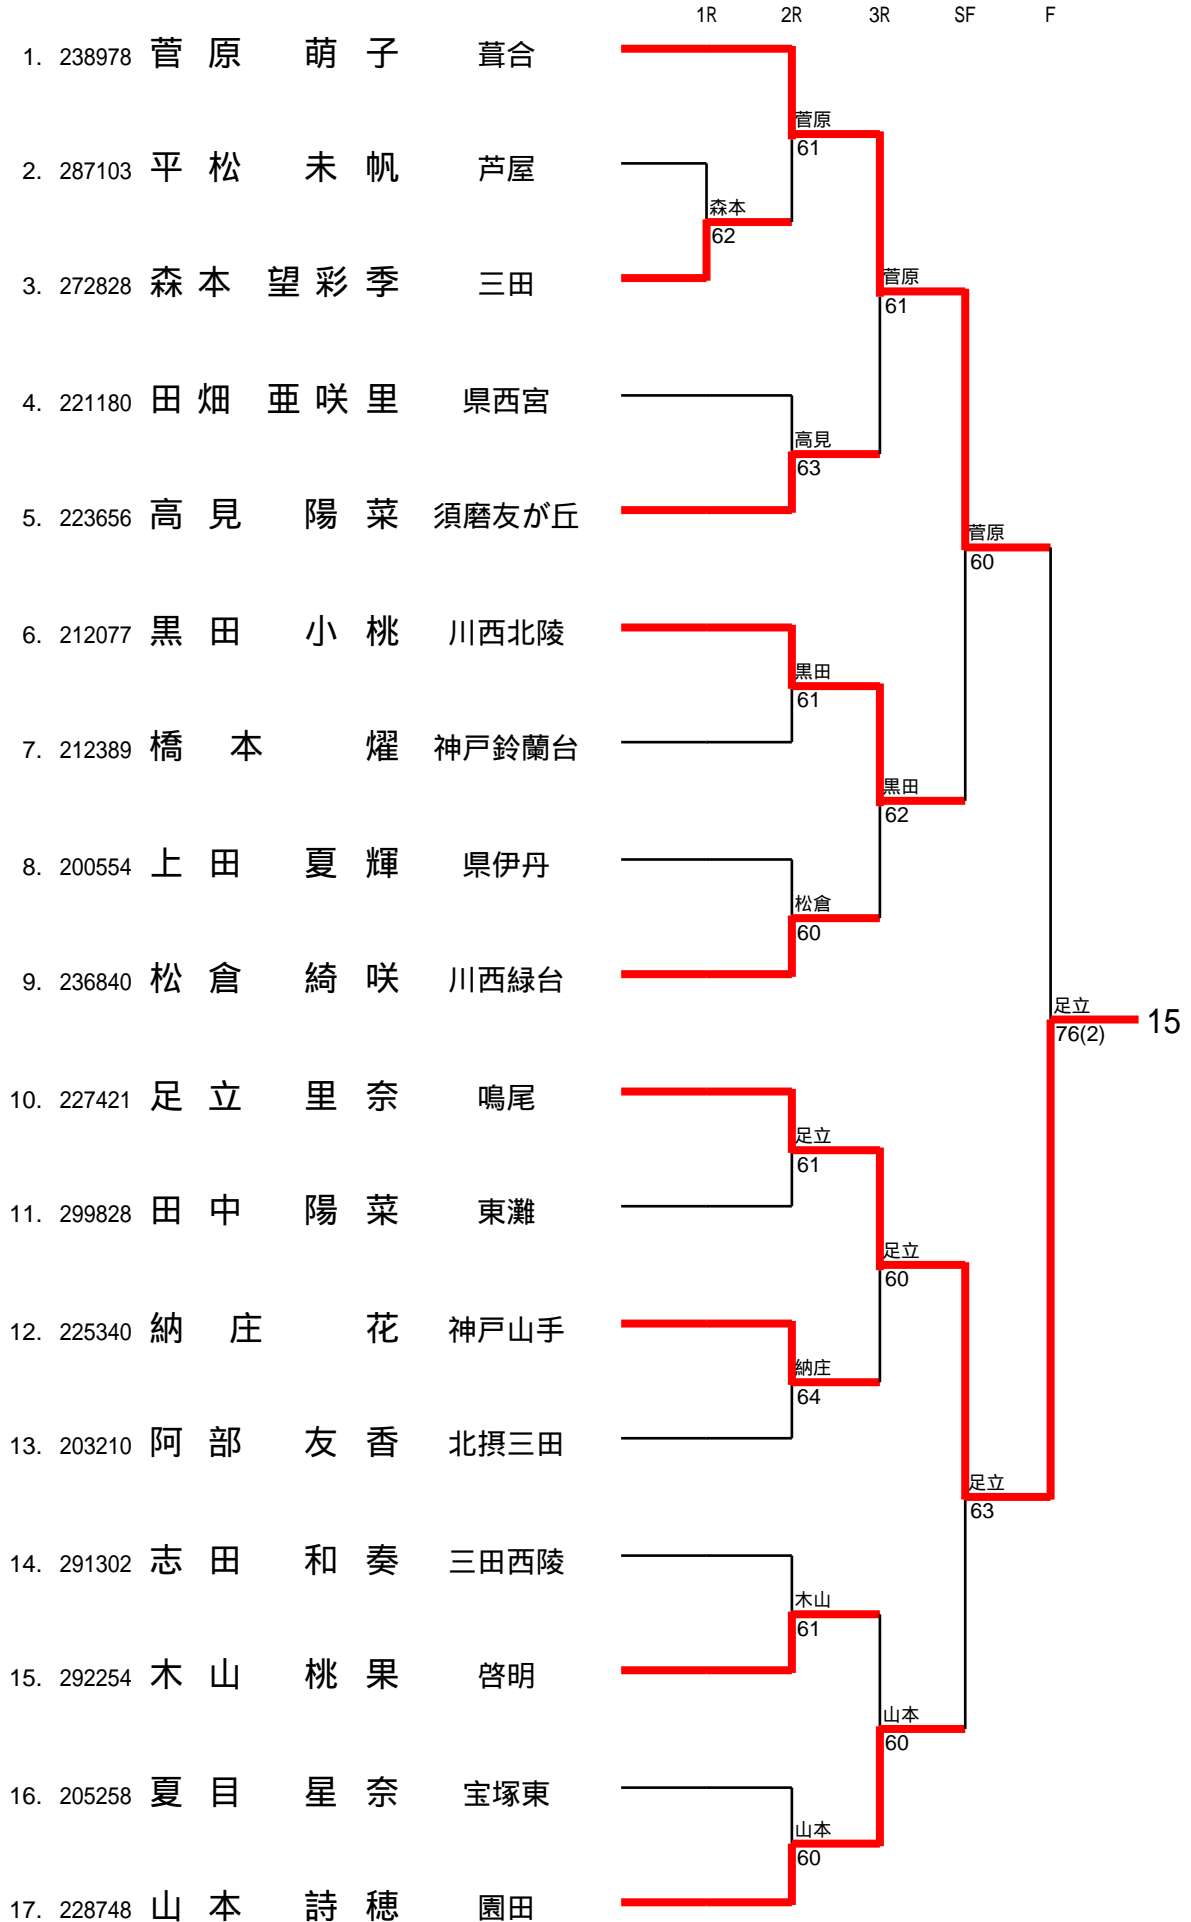 1R 2R 3R SF F
1. 238978 菅原 萌子 葺合
菅原
61
2. 287103 平松 未帆 芦屋
森本
62
3. 272828 森本 望彩季 三田
菅原
61
4. 221180 田畑 亜咲里 県西宮
高見
63
5. 223656 高見 陽菜 須磨友が丘
菅原
60
6. 212077 黒田 小桃 川西北陵
黒田
61
7. 212389 橋本 燿 神戸鈴蘭台
黒田
62
8. 200554 上田 夏輝 県伊丹
松倉
60
9. 236840 松倉 綺咲 川西緑台
足立
76(2) 15
10. 227421 足立 里奈 鳴尾
足立
61
11. 299828 田中 陽菜 東灘
足立
60
12. 225340 納庄 花 神戸山手
納庄
64
13. 203210 阿部 友香 北摂三田
足立
63
14. 291302 志田 和奏 三田西陵
木山
61
15. 292254 木山 桃果 啓明
山本
60
16. 205258 夏目 星奈 宝塚東
山本
60
17. 228748 山本 詩穂 園田